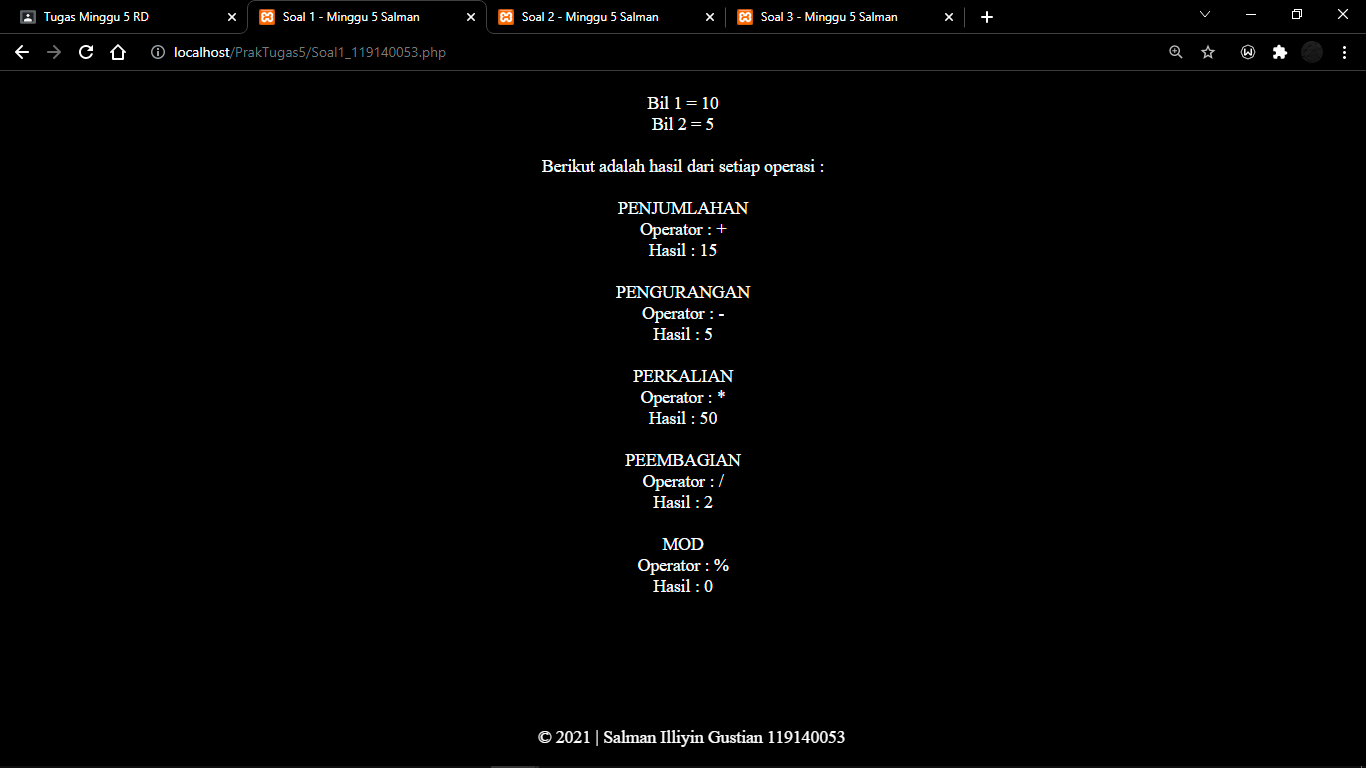 Tugas Minggu 5 RD
Soal 1 - Minggu 5 Salman
Soal 2 - Minggu 5 Salman
Soal 3 - Minggu 5 Salman
localhost/PrakTugas5/Soal1_119140053.php
Bil 1 = 10
Bil 2 = 5
Berikut adalah hasil dari setiap operasi :
PENJUMLAHAN
Operator : +
Hasil : 15
PENGURANGAN
Operator : -
Hasil : 5
PERKALIAN
Operator : *
Hasil : 50
PEEMBAGIAN
Operator : /
Hasil : 2
MOD
Operator : %
Hasil : 0
© 2021 | Salman Illiyin Gustian 119140053